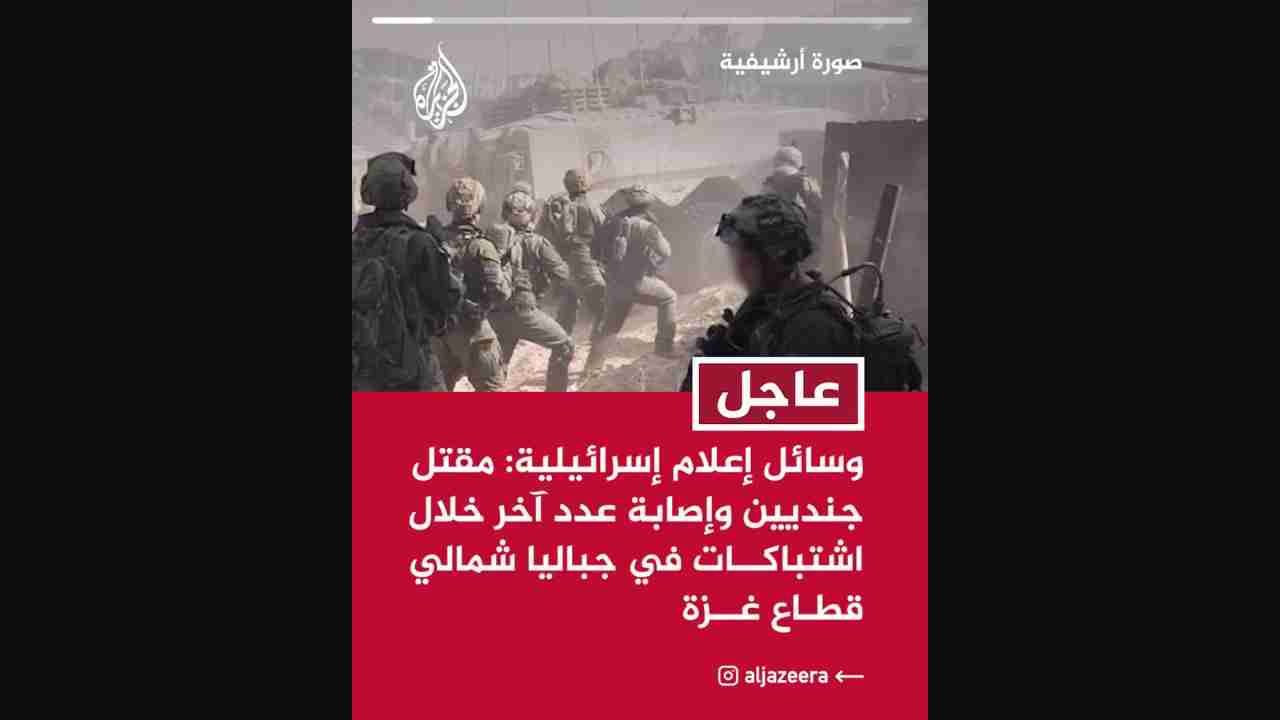 صورة أرشيفية
الجزيرة
عاجل
وسائل إعلام إسرائيلية: مقتل
جنديين وإصابة عدد آخر خلال
اشتباكـــات في جباليا شمالي
قطـاع غـــزة
aljazeera